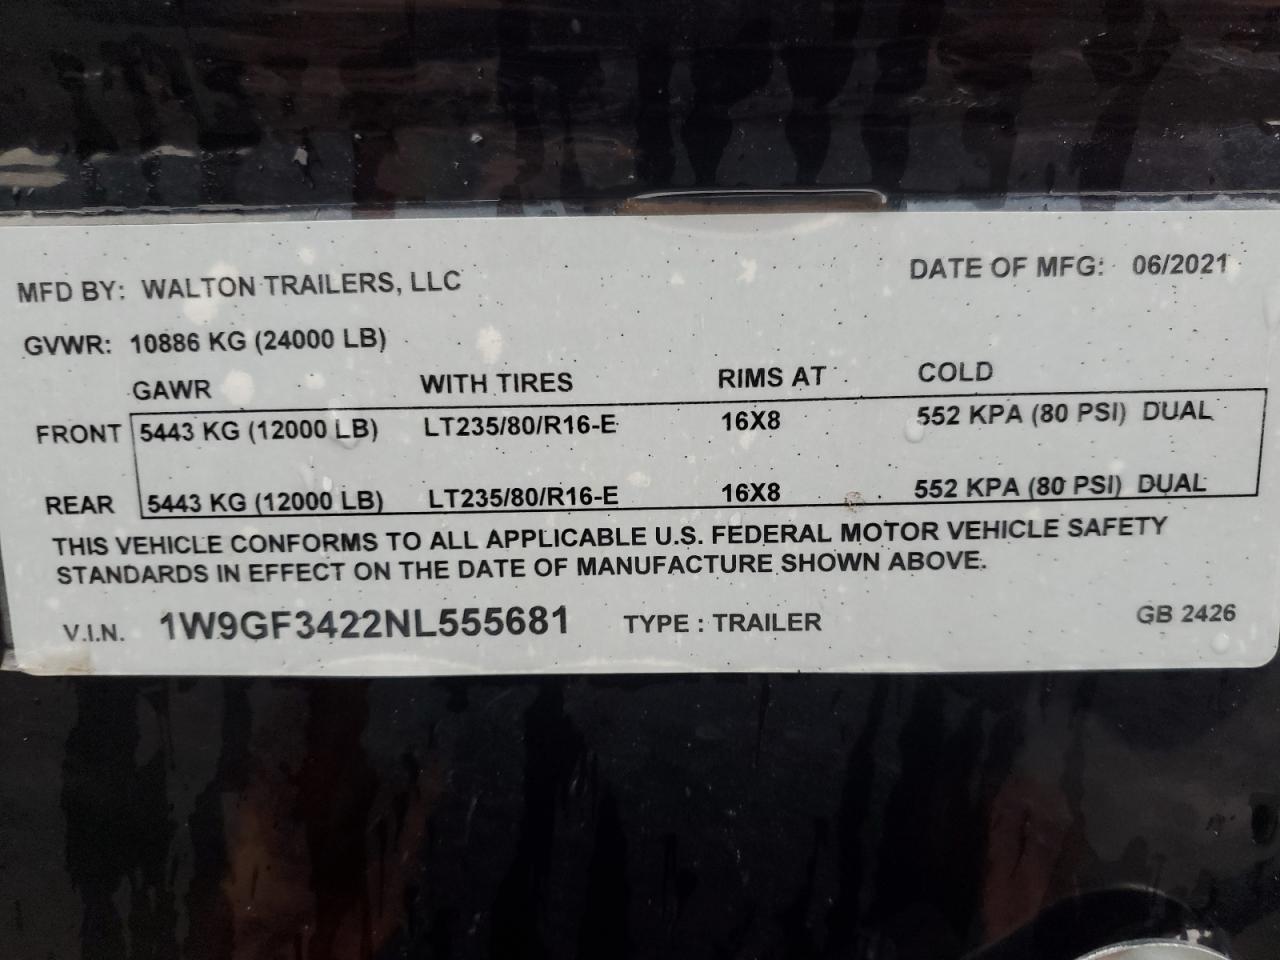 MFD BY: WALTON TRAILERS, LLC DATE OF MFG: 06/2021
GVWR: 10886 KG (24000 LB)
GAWR WITH TIRES RIMS AT COLD
FRONT 5443 KG (12000 LB) LT235/80/R16-E 16X8 552 KPA (80 PSI) DUAL
REAR 5443 KG (12000 LB) LT235/80/R16-E 16X8 552 KPA (80 PSI) DUAL
THIS VEHICLE CONFORMS TO ALL APPLICABLE U.S. FEDERAL MOTOR VEHICLE SAFETY
STANDARDS IN EFFECT ON THE DATE OF MANUFACTURE SHOWN ABOVE.
V.I.N. 1W9GF3422NL555681 TYPE : TRAILER GB 2426